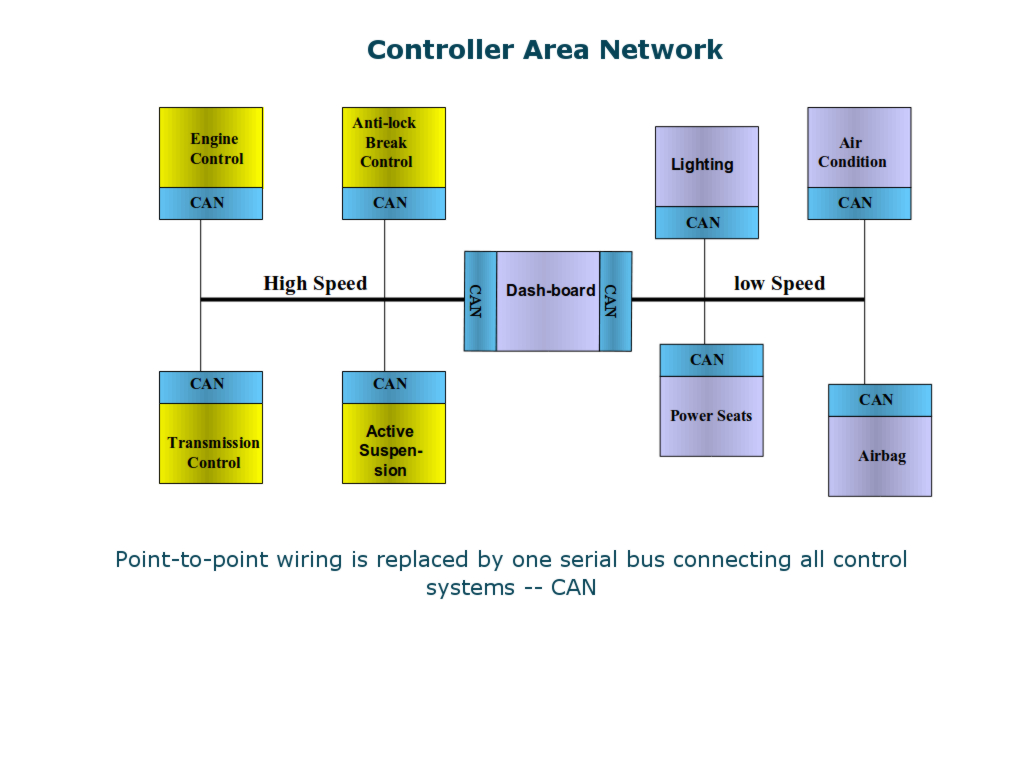 Controller Area Network
Engine
Control
CAN
Anti-lock
Break
Control
CAN
Lighting
CAN
Air
Condition
CAN
High Speed
CAN
Dash-board
CAN
low Speed
CAN
Transmission
Control
CAN
Active
Suspen-
sion
CAN
Power Seats
CAN
Airbag
Point-to-point wiring is replaced by one serial bus connecting all control
systems -- CAN